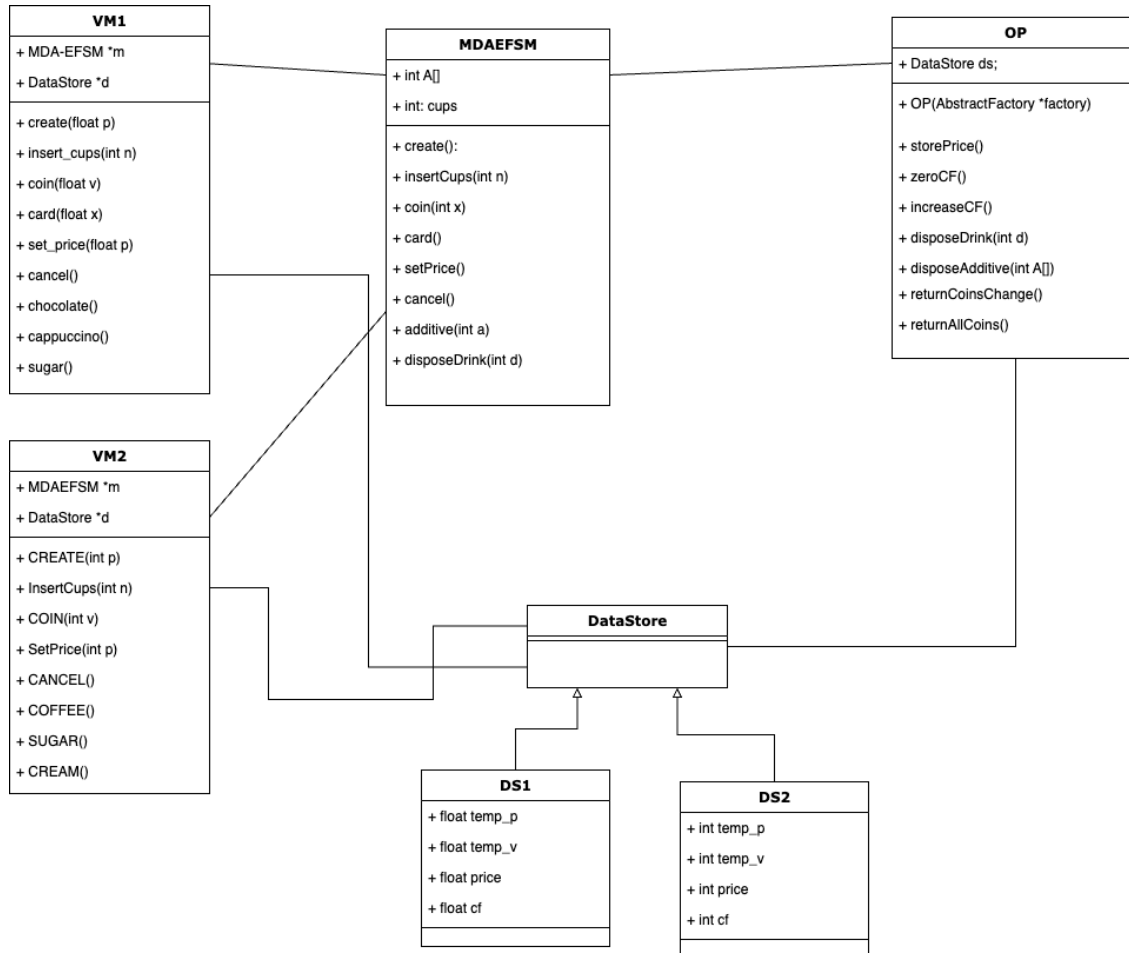 VM1
+ MDA-EFSM *m
+ DataStore *d
+ create(float p)
+ insert_cups(int n)
+ coin(float v)
+ card(float x)
+ set_price(float p)
+ cancel()
+ chocolate()
+ cappuccino()
+ sugar()
MDAEFSM
+ int A[]
+ int: cups
+ create():
+ insertCups(int n)
+ coin(int x)
+ card()
+ setPrice()
+ cancel()
+ additive(int a)
+ disposeDrink(int d)
OP
+ DataStore ds;
+ OP(AbstractFactory *factory)
+ storePrice()
+ zeroCF()
+ increaseCF()
+ disposeDrink(int d)
+ disposeAdditive(int A[])
+ returnCoinsChange()
+ returnAllCoins()
VM2
+ MDAEFSM *m
+ DataStore *d
+ CREATE(int p)
+ InsertCups(int n)
+ COIN(int v)
+ SetPrice(int p)
+ CANCEL()
+ COFFEE()
+ SUGAR()
+ CREAM()
DataStore
DS1
+ float temp_p
+ float temp_v
+ float price
+ float cf
DS2
+ int temp_p
+ int temp_v
+ int price
+ int cf